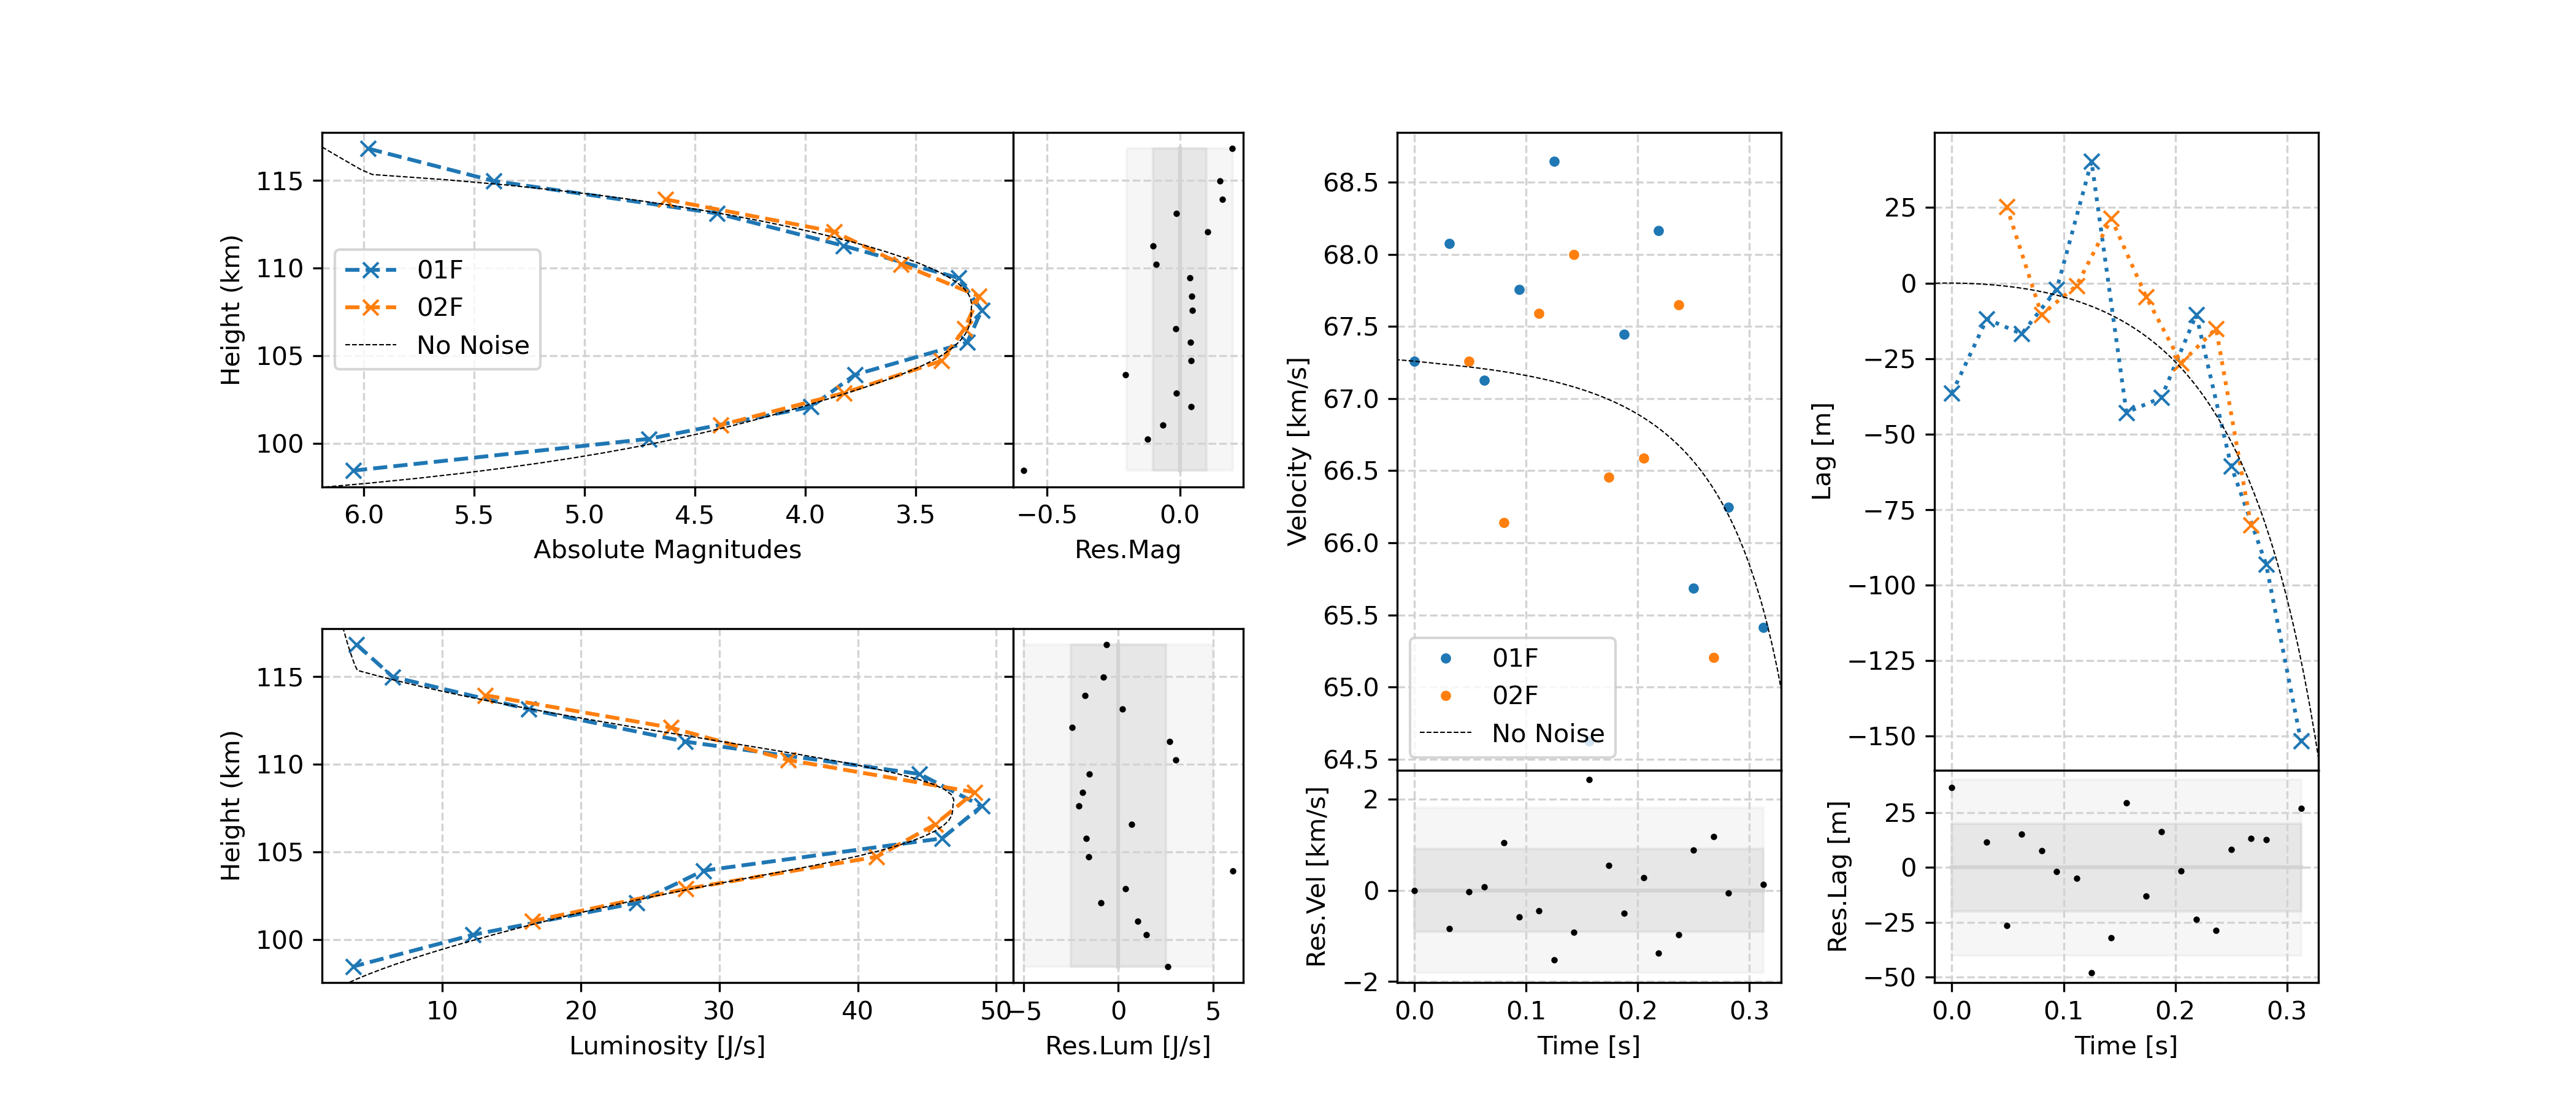 115
110
105
100
Height (km)
01F
02F
No Noise
6.0 5.5 5.0 4.5 4.0 3.5
Absolute Magnitudes
−0.5 0.0
Res.Mag
115
110
105
100
Height (km)
10 20 30 40 50
Luminosity [J/s]
−5 0 5
Res.Lum [J/s]
68.5
68.0
67.5
67.0
66.5
66.0
65.5
65.0
64.5
Velocity [km/s]
01F
02F
No Noise
2
0
−2
Res.Vel [km/s]
0.0 0.1 0.2 0.3
Time [s]
25
0
−25
−50
−75
−100
−125
−150
Lag [m]
25
0
−25
−50
Res.Lag [m]
0.0 0.1 0.2 0.3
Time [s]